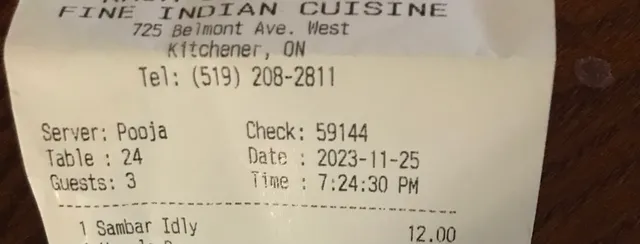 FINE INDIAN CUISINE
725 Belmont Ave. West
Kitchener, ON
Tel: (519) 208-2811
Server: Pooja Check: 59144
Table : 24 Date : 2023-11-25
Guests: 3 Time : 7:24:30 PM
1 Sambar Idly 12.00